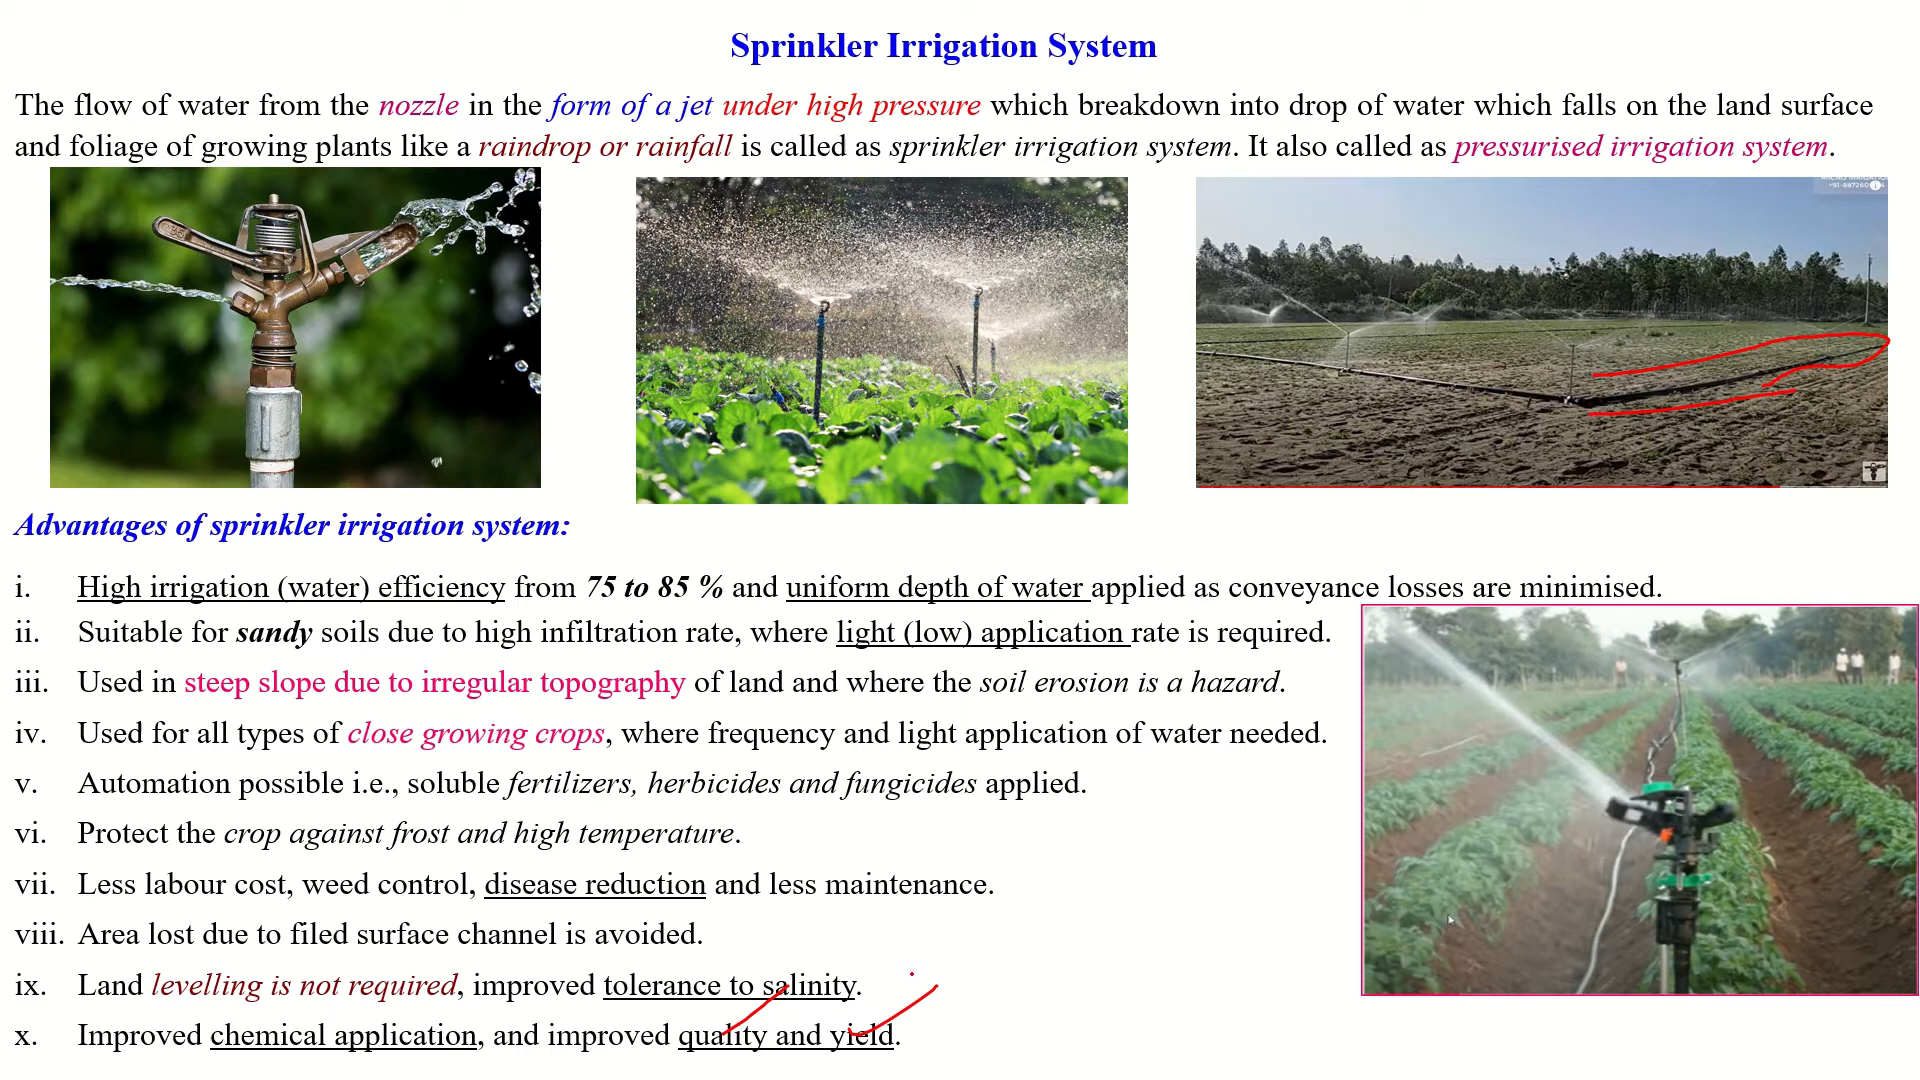 Sprinkler Irrigation System
The flow of water from the nozzle in the form of a jet under high pressure which breakdown into drop of water which falls on the land surface
and foliage of growing plants like a raindrop or rainfall is called as sprinkler irrigation system. It also called as pressurised irrigation system.
Advantages of sprinkler irrigation system:
i. High irrigation (water) efficiency from 75 to 85 % and uniform depth of water applied as conveyance losses are minimised.
ii. Suitable for sandy soils due to high infiltration rate, where light (low) application rate is required.
iii. Used in steep slope due to irregular topography of land and where the soil erosion is a hazard.
iv. Used for all types of close growing crops, where frequency and light application of water needed.
v. Automation possible i.e., soluble fertilizers, herbicides and fungicides applied.
vi. Protect the crop against frost and high temperature.
vii. Less labour cost, weed control, disease reduction and less maintenance.
viii. Area lost due to filed surface channel is avoided.
ix. Land levelling is not required, improved tolerance to salinity.
x. Improved chemical application, and improved quality and yield.